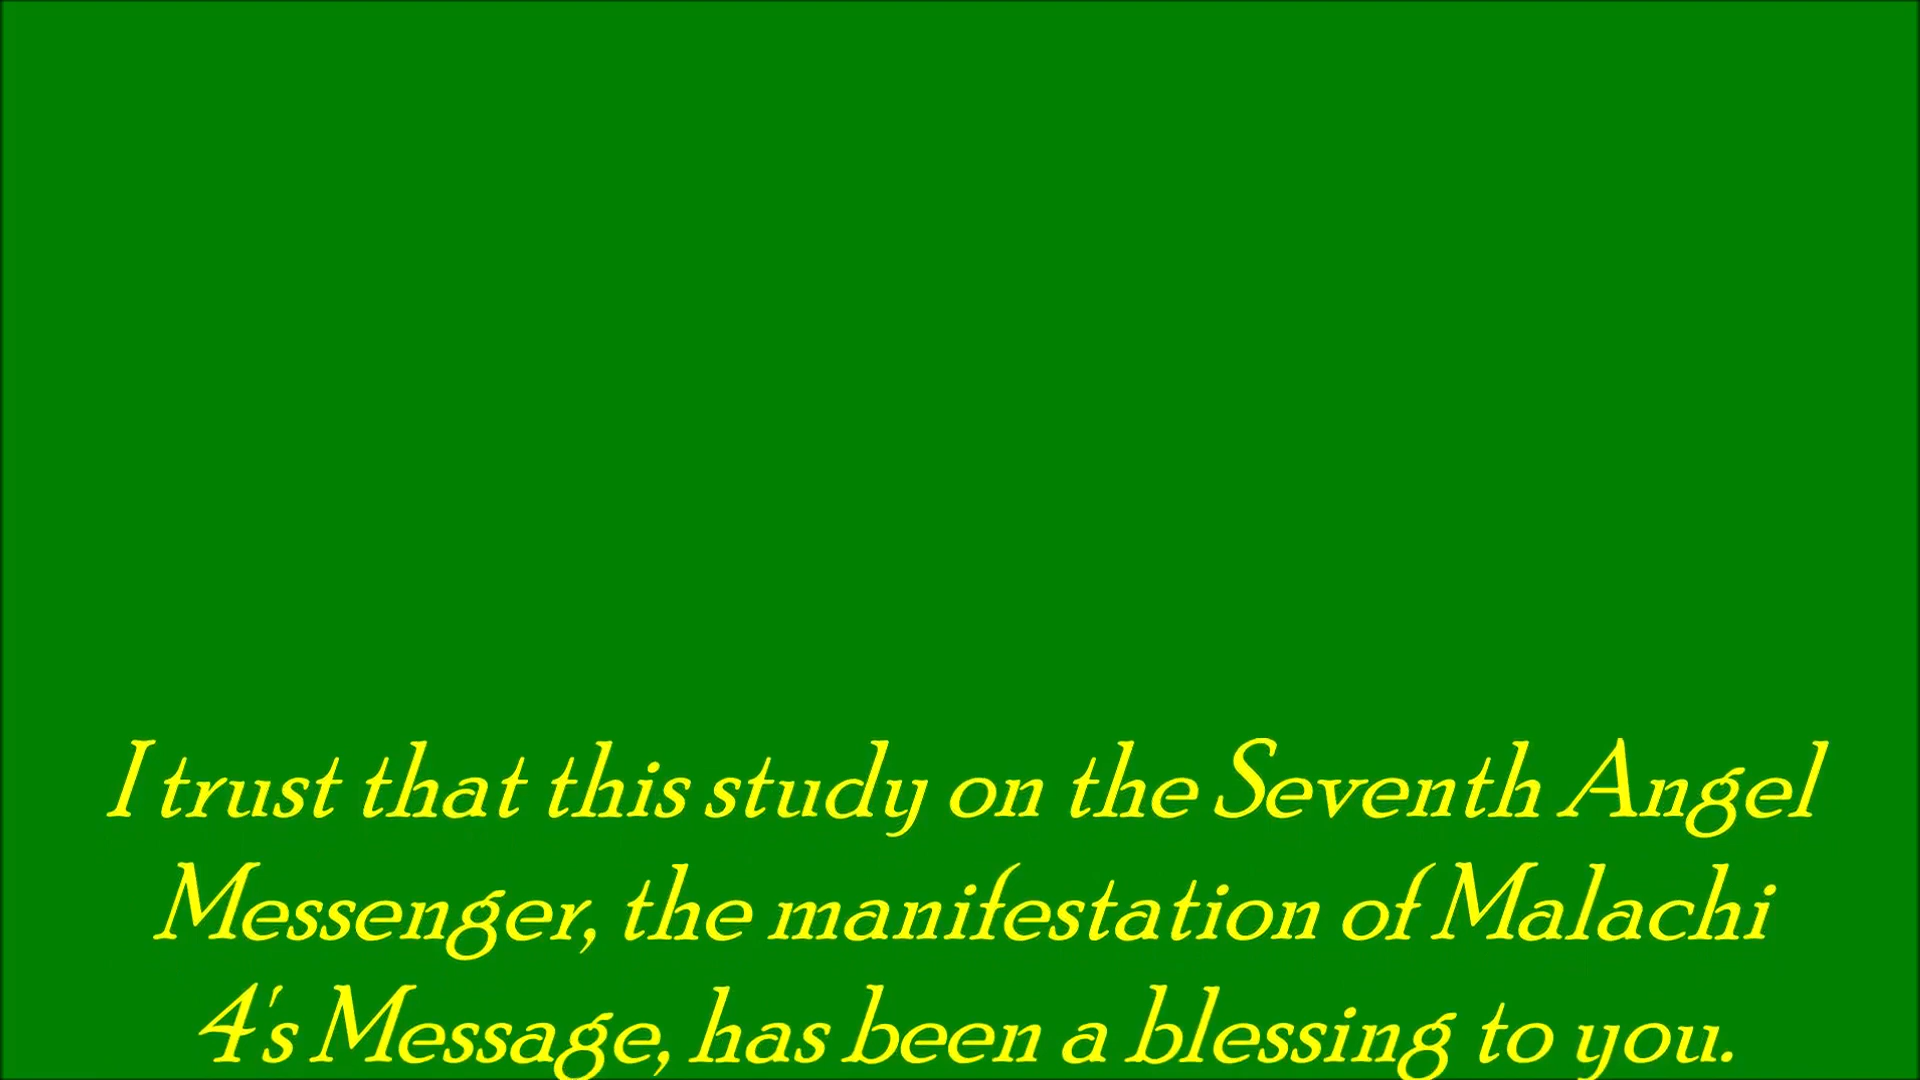 I trust that this study on the Seventh Angel
Messenger, the manifestation of Malachi
4's Message, has been a blessing to you.